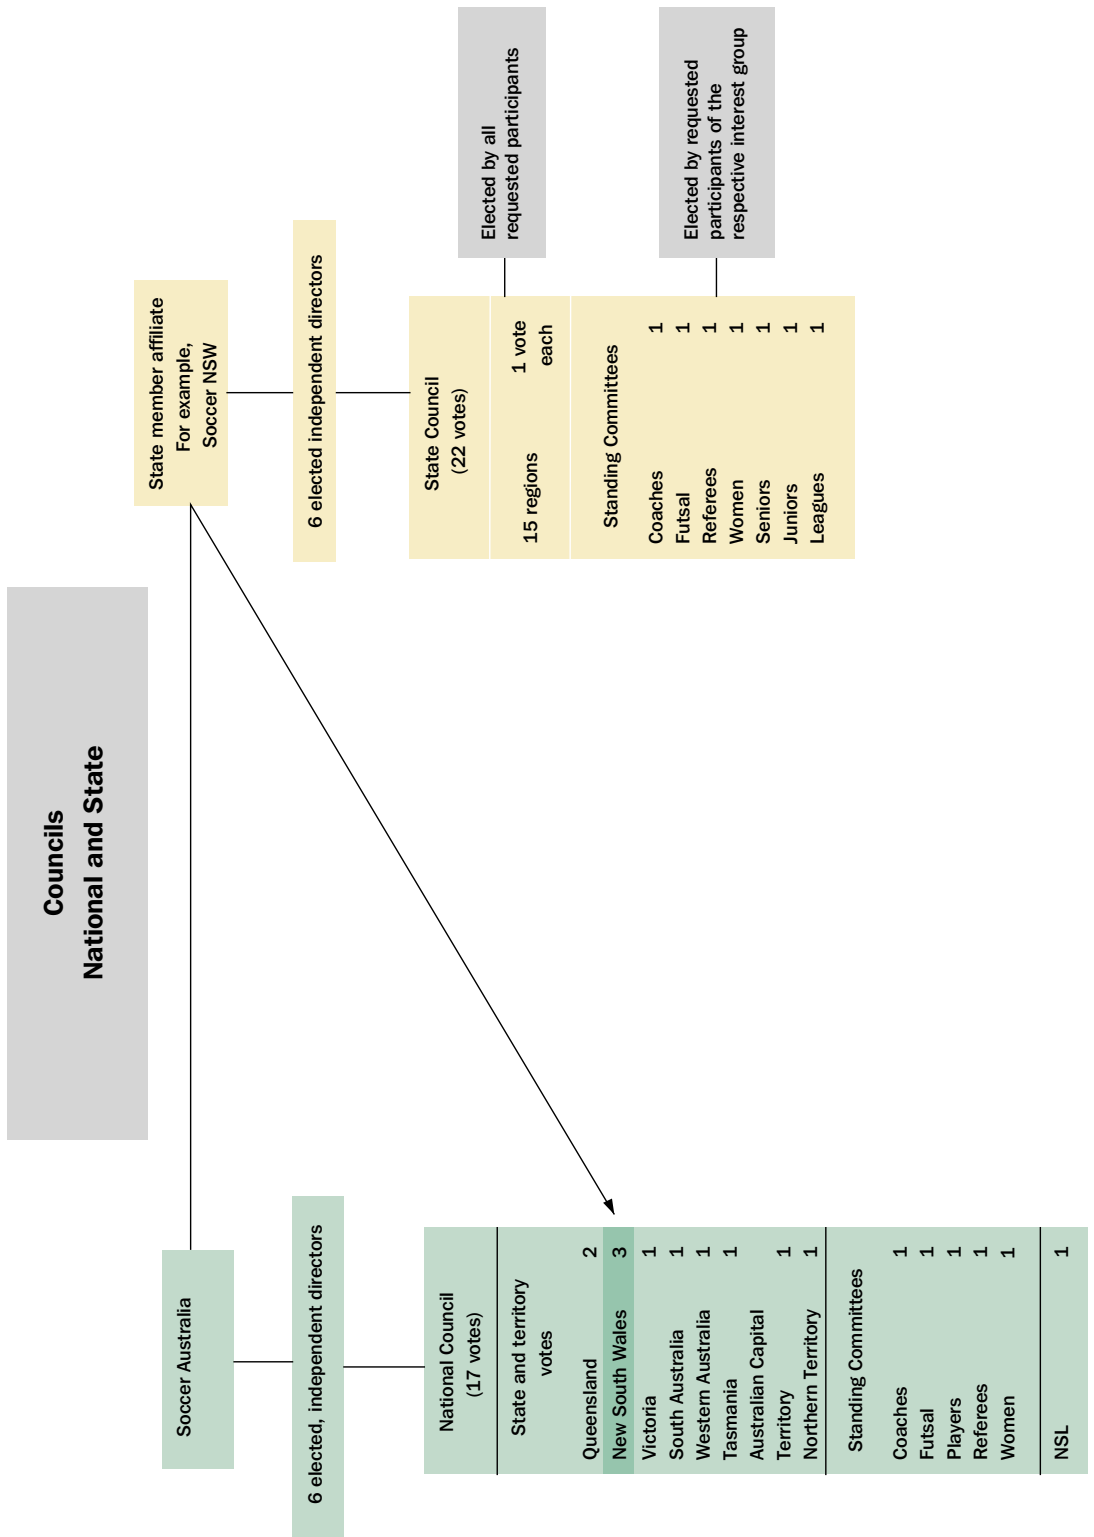 Councils
National and State
Soccer Australia
6 elected, independent directors
National Council
(17 votes)
State and territory
votes
Queensland 2
New South Wales 3
Victoria 1
South Australia 1
Western Australia 1
Tasmania 1
Australian Capital
Territory 1
Northern Territory 1
Standing Committees
Coaches 1
Futsal 1
Players 1
Referees 1
Women 1
NSL 1
State member affiliate
For example,
Soccer NSW
6 elected independent directors
State Council
(22 votes)
15 regions 1 vote
each
Standing Committees
Coaches 1
Futsal 1
Referees 1
Women 1
Seniors 1
Juniors 1
Leagues 1
Elected by all
requested participants
Elected by requested
participants of the
respective interest group